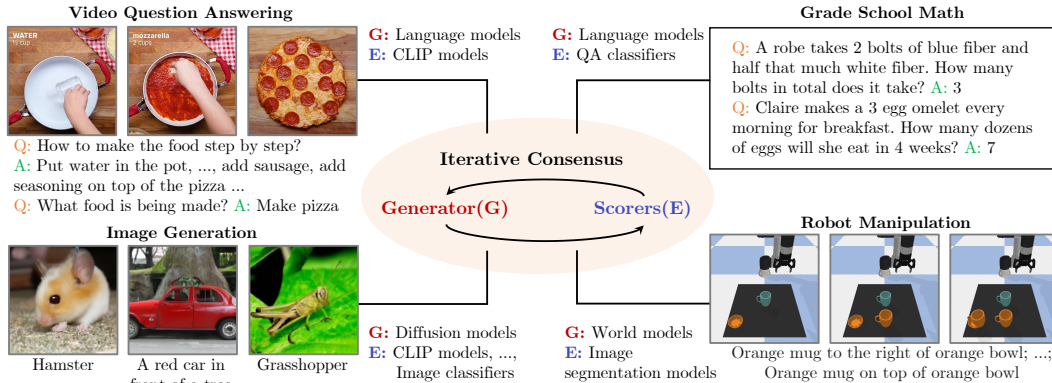 Video Question Answering
WATER
1½ cup
mozzarella
2 cups
Q: How to make the food step by step?
A: Put water in the pot, ..., add sausage, add
seasoning on top of the pizza ...
Q: What food is being made? A: Make pizza
G: Language models
E: CLIP models
G: Language models
E: QA classifiers
Grade School Math
Q: A robe takes 2 bolts of blue fiber and
half that much white fiber. How many
bolts in total does it take? A: 3
Q: Claire makes a 3 egg omelet every
morning for breakfast. How many dozens
of eggs will she eat in 4 weeks? A: 7
Iterative Consensus
Generator(G)
Scorers(E)
Image Generation
Hamster
A red car in
front of a tree
Grasshopper
G: Diffusion models
E: CLIP models, ...,
Image classifiers
G: World models
E: Image
segmentation models
Robot Manipulation
Orange mug to the right of orange bowl; ...;
Orange mug on top of orange bowl